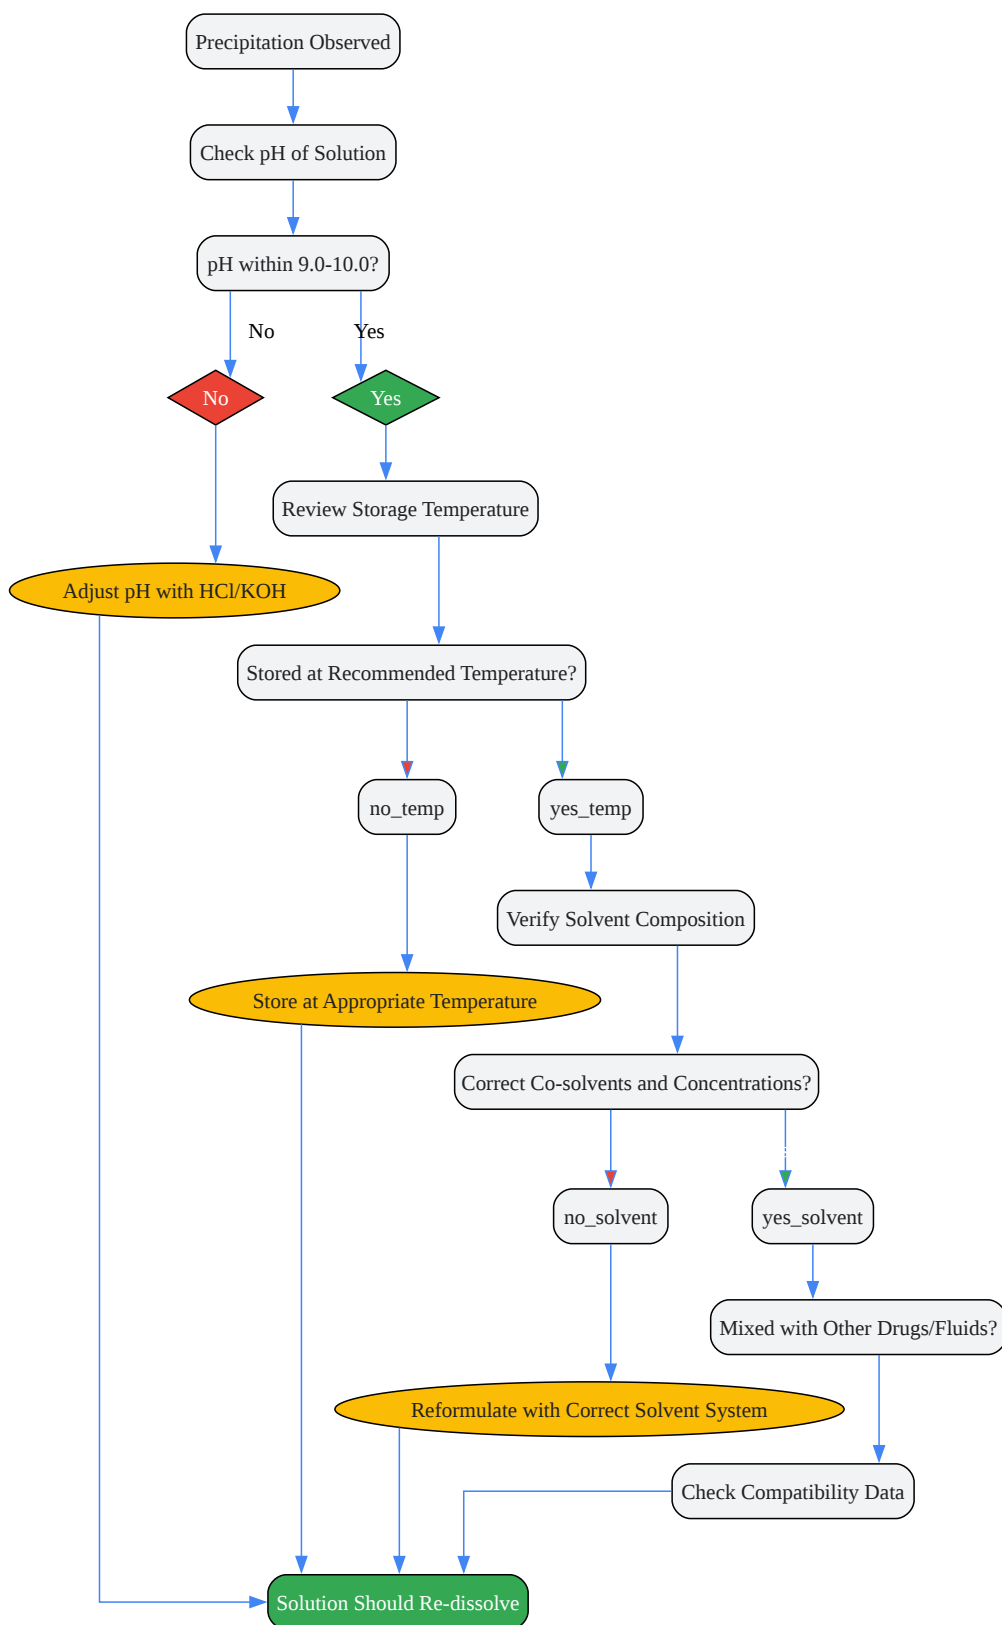 Precipitation Observed
Check pH of Solution
pH within 9.0-10.0?
No
Yes
No
Yes
Review Storage Temperature
Adjust pH with HCl/KOH
Stored at Recommended Temperature?
no_temp
yes_temp
Verify Solvent Composition
Store at Appropriate Temperature
Correct Co-solvents and Concentrations?
no_solvent
yes_solvent
Mixed with Other Drugs/Fluids?
Reformulate with Correct Solvent System
Check Compatibility Data
Solution Should Re-dissolve